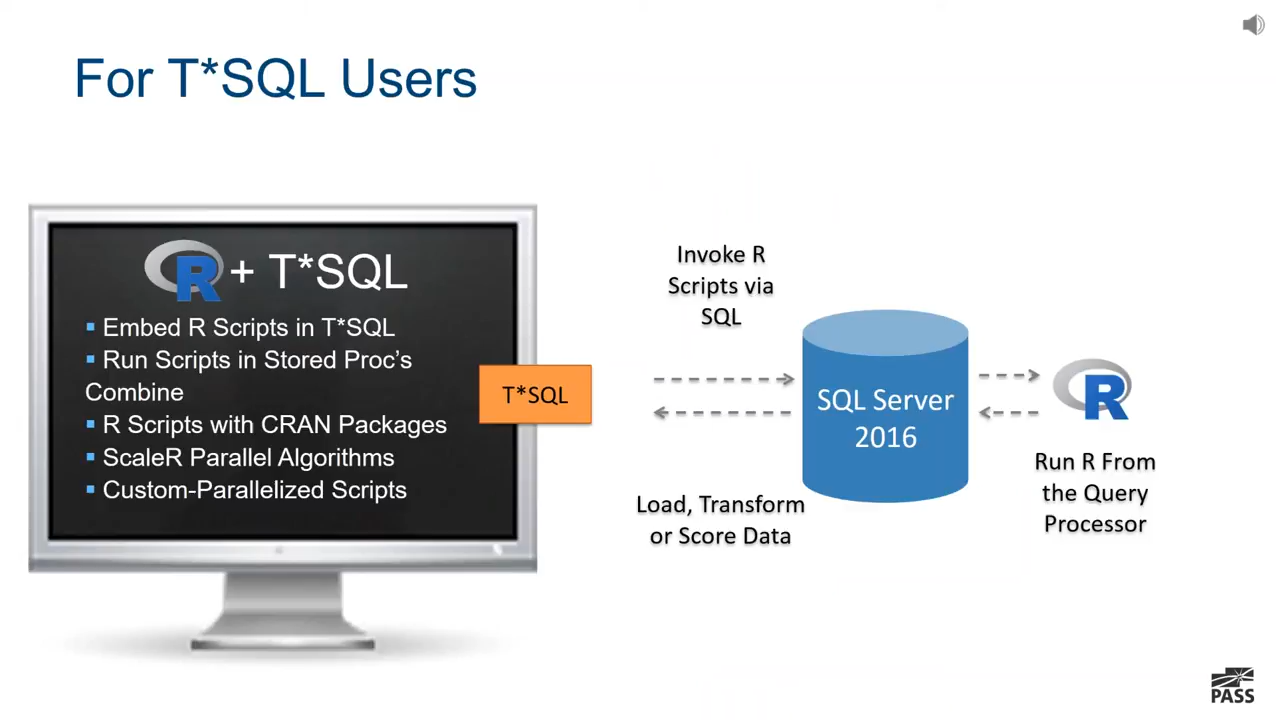 For T*SQL Users
R + T*SQL
▪ Embed R Scripts in T*SQL
▪ Run Scripts in Stored Proc's
Combine
▪ R Scripts with CRAN Packages
▪ ScaleR Parallel Algorithms
▪ Custom-Parallelized Scripts
T*SQL
Invoke R
Scripts via
SQL
Load, Transform
or Score Data
SQL Server
2016
R
Run R From
the Query
Processor
PASS